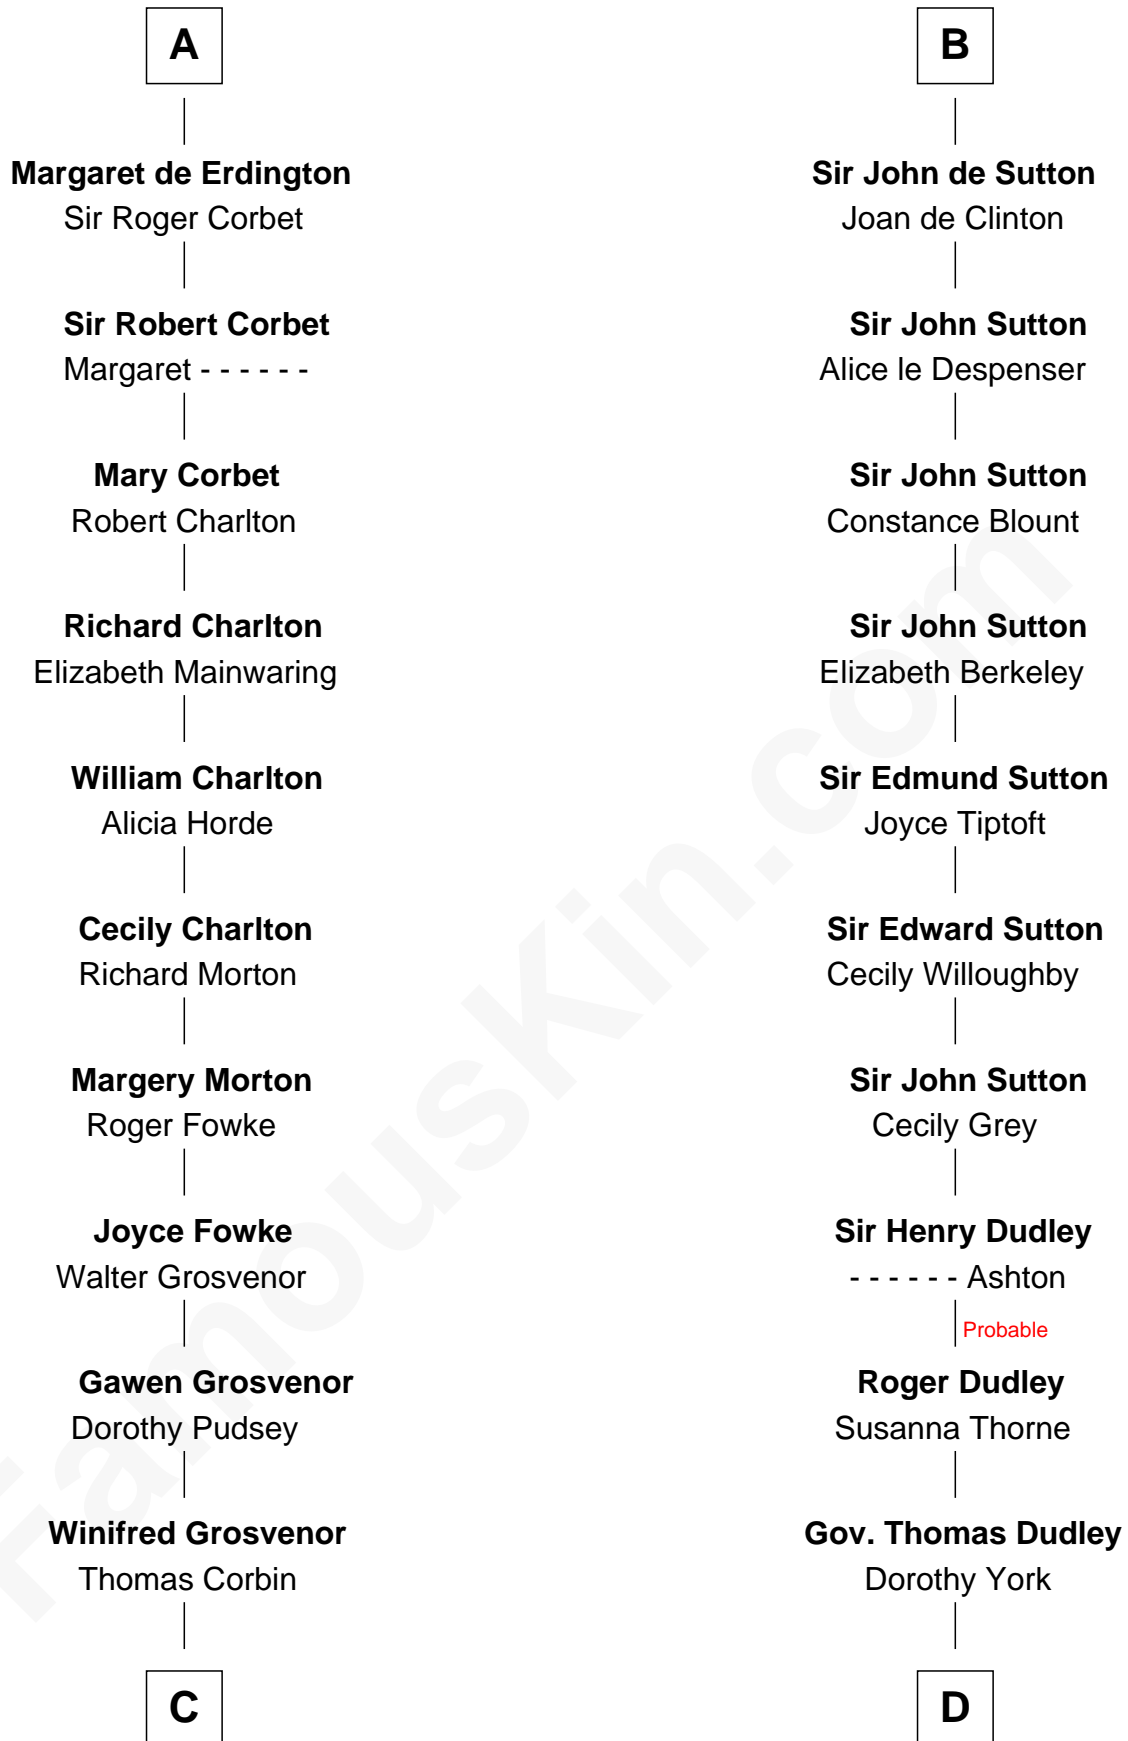 A
Margaret de Erdington
Sir Roger Corbet
Sir Robert Corbet
Margaret - - - - - -
Mary Corbet
Robert Charlton
Richard Charlton
Elizabeth Mainwaring
William Charlton
Alicia Horde
Cecily Charlton
Richard Morton
Margery Morton
Roger Fowke
Joyce Fowke
Walter Grosvenor
Gawen Grosvenor
Dorothy Pudsey
Winifred Grosvenor
Thomas Corbin
C
B
Sir John de Sutton
Joan de Clinton
Sir John Sutton
Alice le Despenser
Sir John Sutton
Constance Blount
Sir John Sutton
Elizabeth Berkeley
Sir Edmund Sutton
Joyce Tiptoft
Sir Edward Sutton
Cecily Willoughby
Sir John Sutton
Cecily Grey
Sir Henry Dudley
- - - - - - Ashton
Probable
Roger Dudley
Susanna Thorne
Gov. Thomas Dudley
Dorothy York
D
FamousKin.com